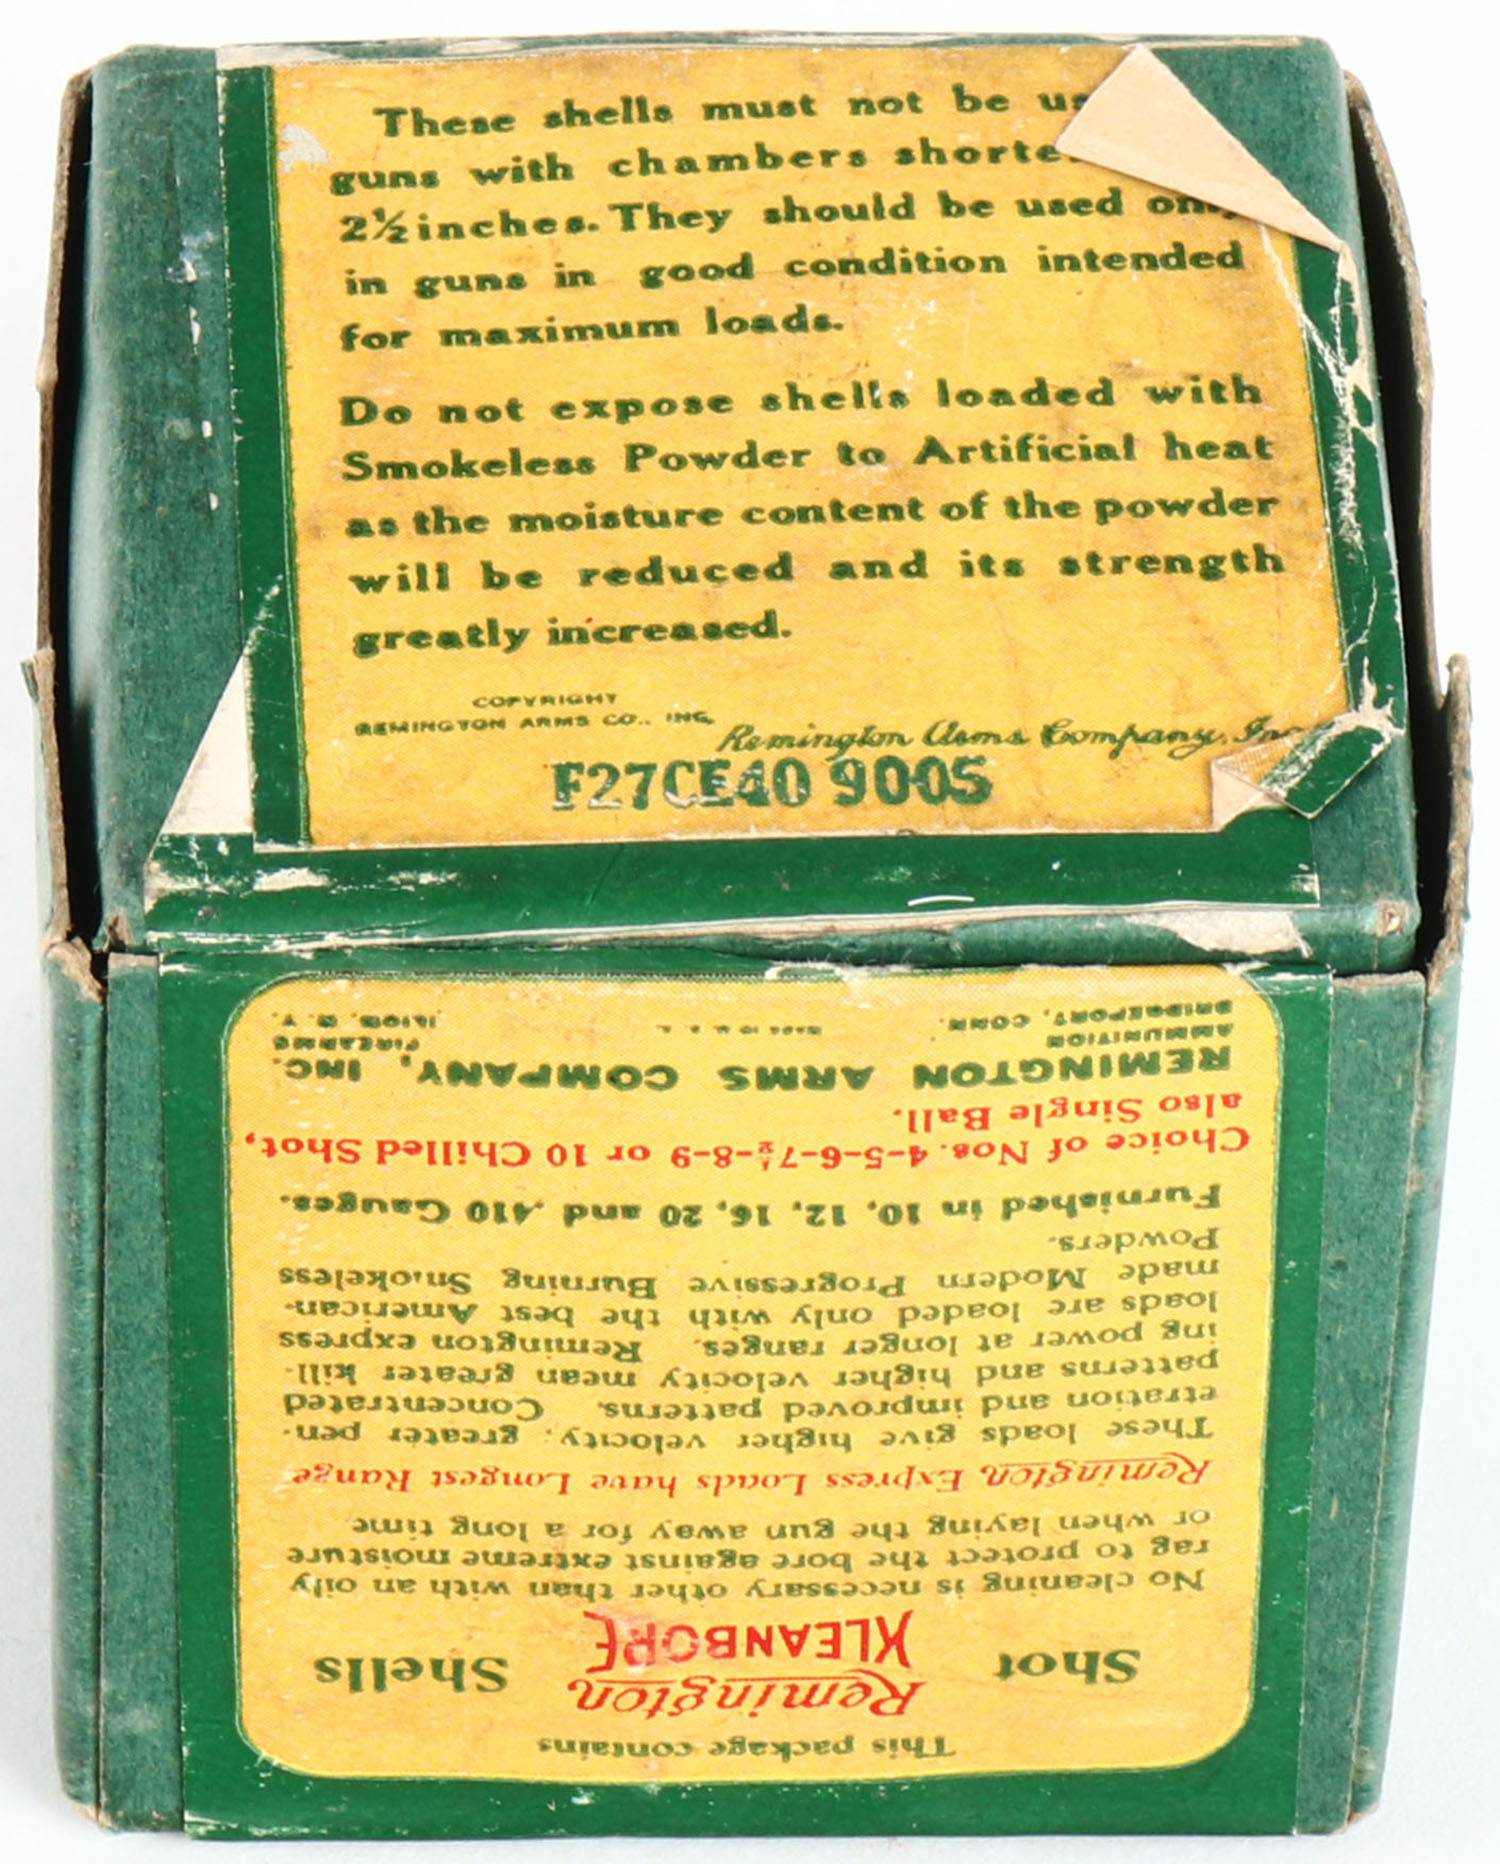 These shells must not be
guns with chambers
2½ inches. They should be used only
in guns in good condition intended
for maximum loads.
Do not expose shells loaded with
Smokeless Powder to Artificial heat
as the moisture content of the powder
will be reduced and its strength
greatly increased.
COPYRIGHT
REMINGTON ARMS CO., INC.
Remington Arms Company, Inc.
F27CE40 9005
This package contains
Shot Remington Shells
KLEANBORE
No cleaning is necessary other than with an oily
rag to protect the bore against extreme moisture
or when laying the gun away for a long time
Remington Express Loads have Longest Range
These loads give higher velocity; greater pen-
etration and improved patterns. Concentrated
patterns and higher velocity mean greater kill-
ing power at longer ranges. Remington express
loads are loaded only with the best American-
made Modern Progressive Burning Smokeless
Powders.
Furnished in 10, 12, 16, 20 and .410 Gauges.
Choice of Nos. 4-5-6-7½-8-9 or 10 Chilled Shot,
also Single Ball.
REMINGTON ARMS COMPANY, INC.
AMMUNITION FIREARMS
BRIDGEPORT, CONN. MADE IN U. S. A. ILION, N. Y.